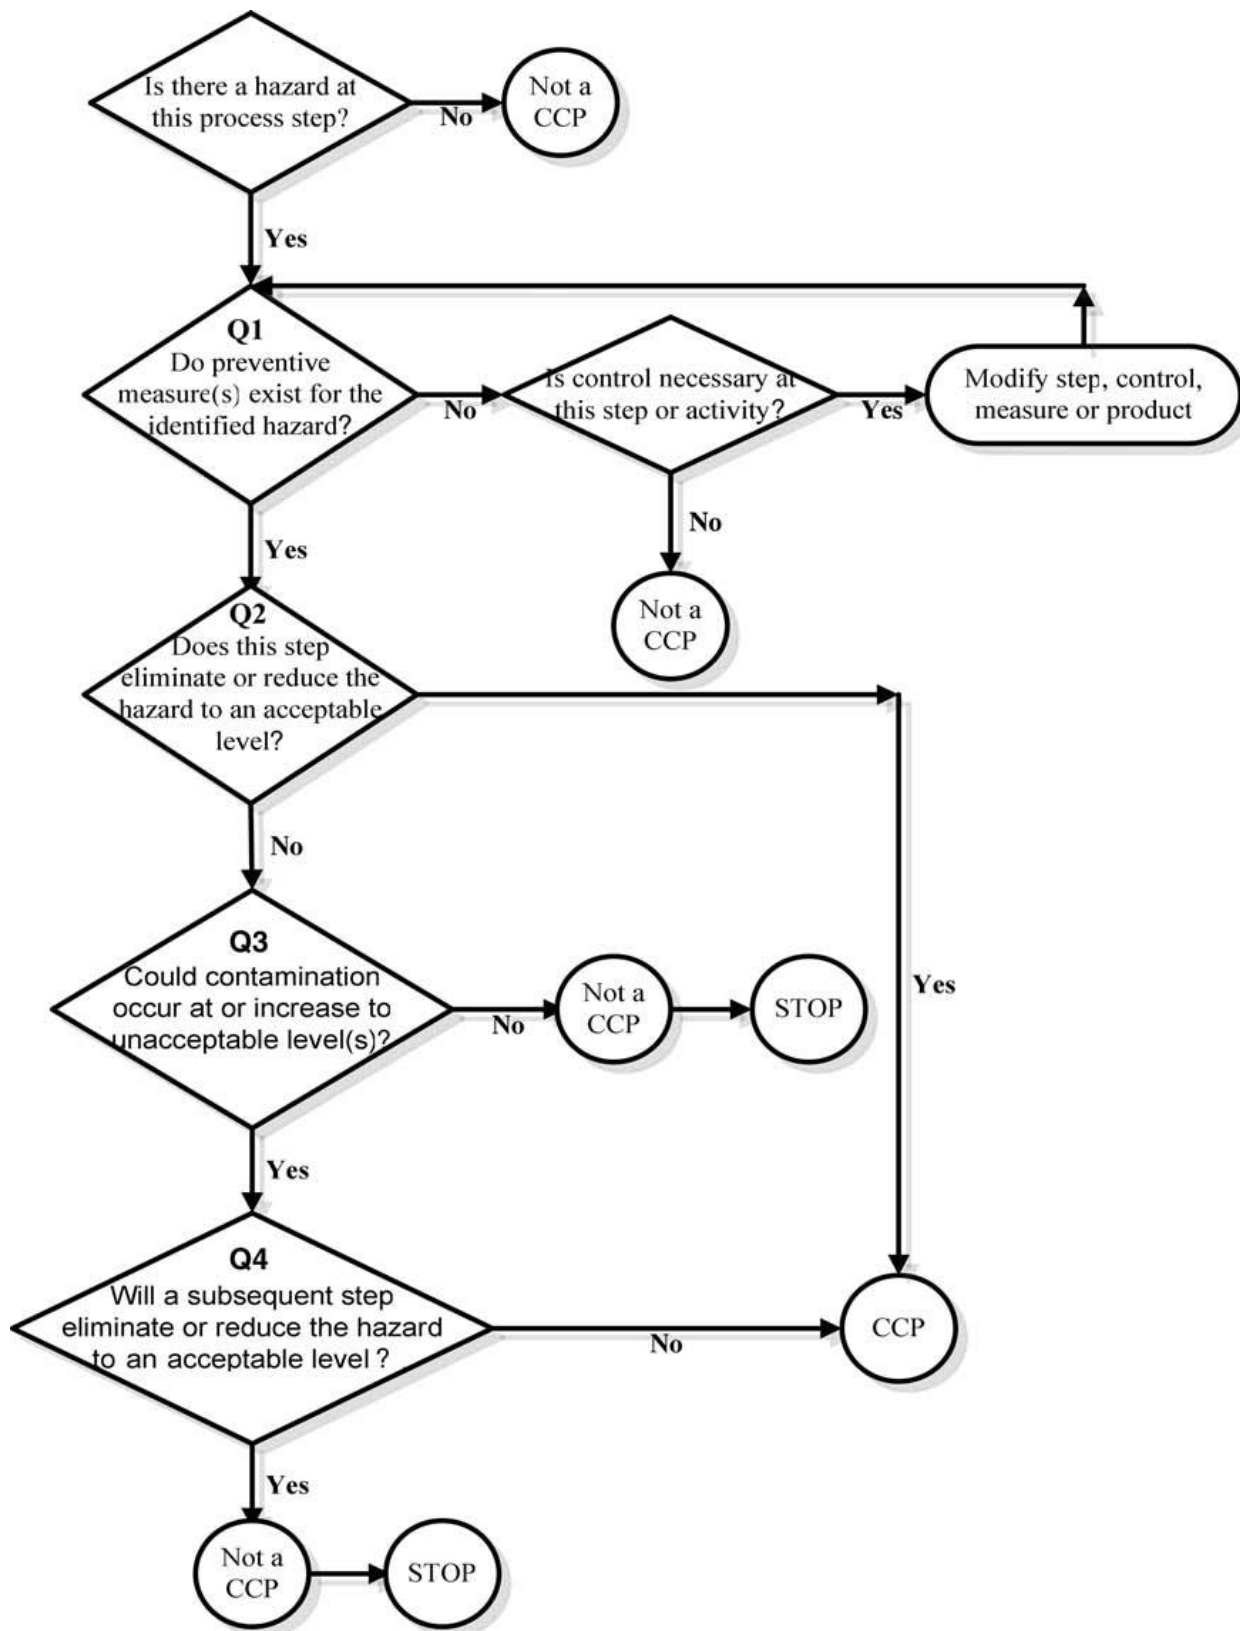 Is there a hazard at
this process step?
No
Not a
CCP
Yes
Q1
Do preventive
measure(s) exist for the
identified hazard?
No
Is control necessary at
this step or activity?
Yes
Modify step, control,
measure or product
No
Not a
CCP
Yes
Q2
Does this step
eliminate or reduce the
hazard to an acceptable
level?
Yes
No
Q3
Could contamination
occur at or increase to
unacceptable level(s)?
No
Not a
CCP
STOP
Yes
Q4
Will a subsequent step
eliminate or reduce the hazard
to an acceptable level ?
No
CCP
Yes
Not a
CCP
STOP